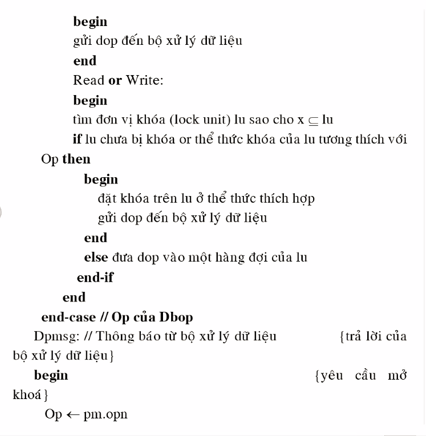 begin
gửi dop đến bộ xử lý dữ liệu
end
Read or Write:
begin
tìm đơn vị khóa (lock unit) lu sao cho x ⊆ lu
if lu chưa bị khóa or thể thức khóa của lu tương thích với
Op then
begin
đặt khóa trên lu ở thể thức thích hợp
gửi dop đến bộ xử lý dữ liệu
end
else đưa dop vào một hàng đợi của lu
end-if
end
end-case // Op của Dbop
Dpmsg: // Thông báo từ bộ xử lý dữ liệu {trả lời của
bộ xử lý dữ liệu}
begin {yêu cầu mở
khoá}
Op ← pm.opn